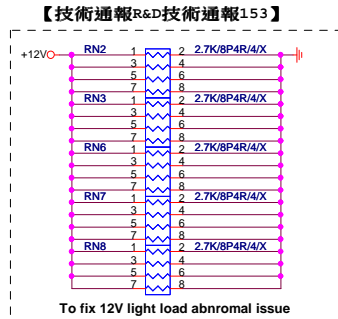 【技術通報R&D技術通報153】
+12V
RN2 1 2 2.7K/8P4R/4/X
3 4
5 6
7 8
RN3 1 2 2.7K/8P4R/4/X
3 4
5 6
7 8
RN6 1 2 2.7K/8P4R/4/X
3 4
5 6
7 8
RN7 1 2 2.7K/8P4R/4/X
3 4
5 6
7 8
RN8 1 2 2.7K/8P4R/4/X
3 4
5 6
7 8
To fix 12V light load abnromal issue